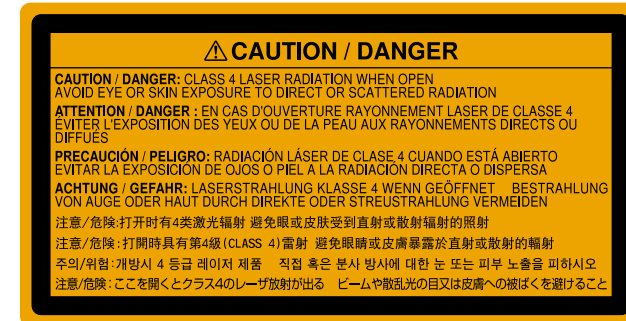 ⚠ CAUTION / DANGER
CAUTION / DANGER: CLASS 4 LASER RADIATION WHEN OPEN
AVOID EYE OR SKIN EXPOSURE TO DIRECT OR SCATTERED RADIATION
ATTENTION / DANGER : EN CAS D'OUVERTURE RAYONNEMENT LASER DE CLASSE 4
ÉVITER L'EXPOSITION DES YEUX OU DE LA PEAU AUX RAYONNEMENTS DIRECTS OU
DIFFUÉS
PRECAUCIÓN / PELIGRO: RADIACIÓN LÁSER DE CLASE 4 CUANDO ESTÁ ABIERTO
EVITAR LA EXPOSICIÓN DE OJOS O PIEL A LA RADIACIÓN DIRECTA O DISPERSA
ACHTUNG / GEFAHR: LASERSTRAHLUNG KLASSE 4 WENN GEÖFFNET BESTRAHLUNG
VON AUGE ODER HAUT DURCH DIREKTE ODER STREUSTRAHLUNG VERMEIDEN
注意/危险:打开时有4类激光辐射 避免眼或皮肤受到直射或散射辐射的照射
注意/危險:打開時具有第4級(CLASS 4)雷射 避免眼睛或皮膚暴露於直射或散射的輻射
주의/위험:개방시 4 등급 레이저 제품 직접 혹은 분사 방사에 대한 눈 또는 피부 노출을 피하시오
注意/危険:ここを開くとクラス4のレーザ放射が出る ビームや散乱光の目又は皮膚への被ばくを避けること